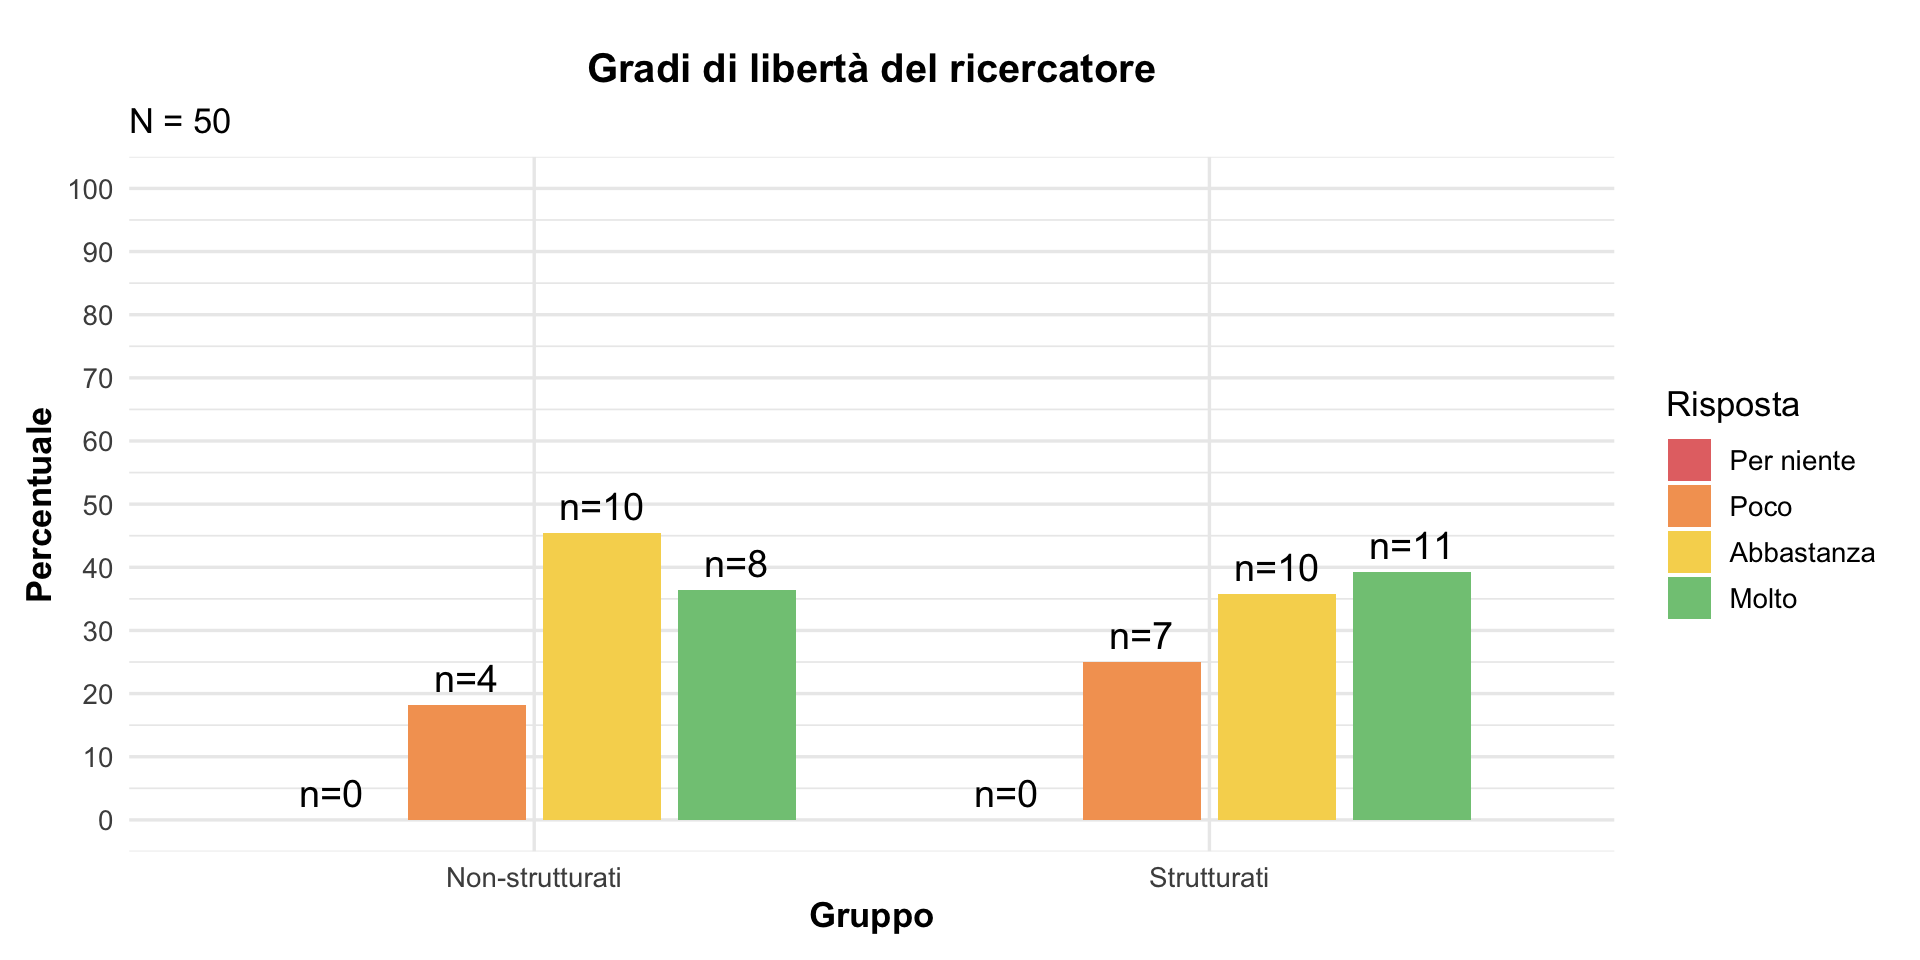 Gradi di libertà del ricercatore
N = 50
100
90
80
70
60
50
40
30
20
10
0
Percentuale
n=0
n=4
n=10
n=8
n=0
n=7
n=10
n=11
Non-strutturati
Strutturati
Gruppo
Risposta
Per niente
Poco
Abbastanza
Molto